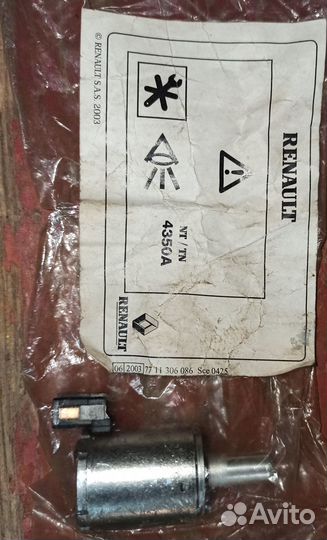 © RENAULT S.A.S. 2003
RENAULT
NT / TN
4350A
RENAULT
06 2003 77 11 306 086 Sce 0425
Avito